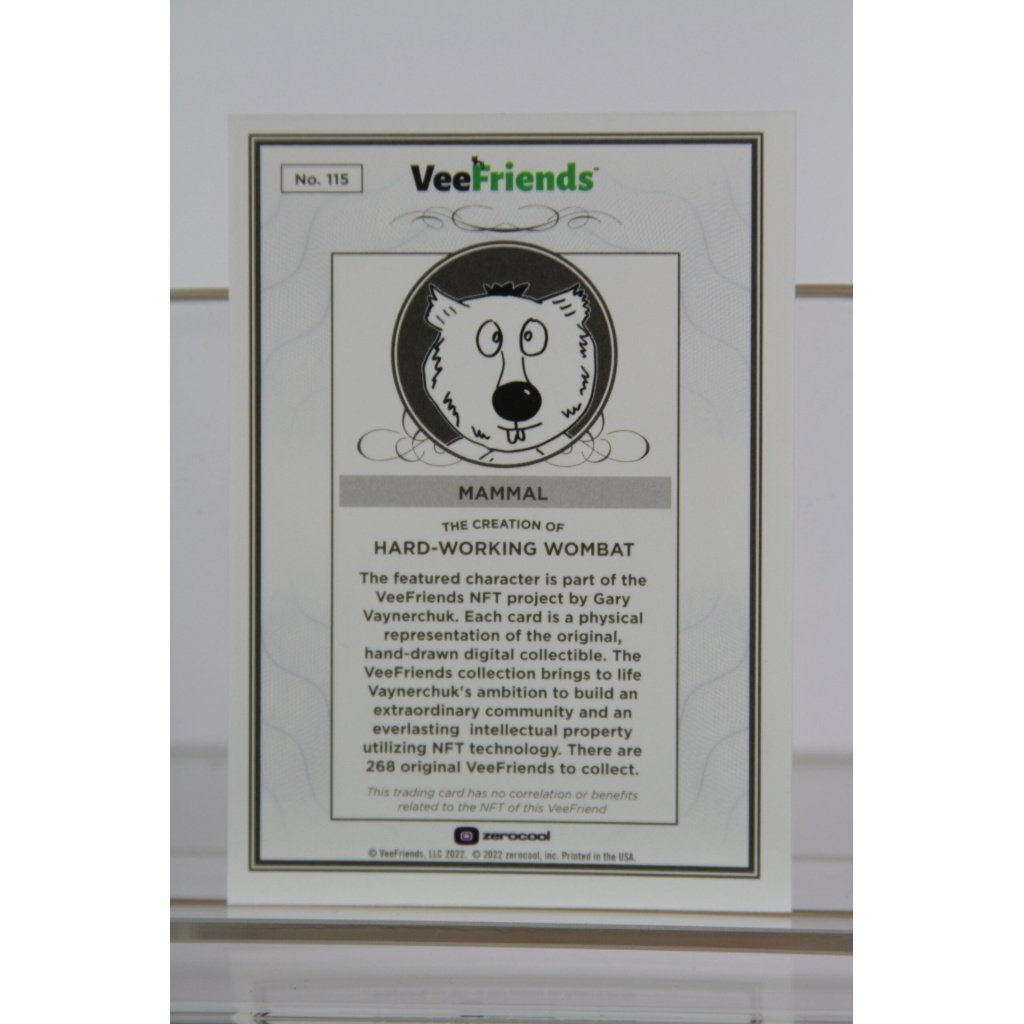 No. 115
VeeFriends™
MAMMAL
THE CREATION OF
HARD-WORKING WOMBAT
The featured character is part of the
VeeFriends NFT project by Gary
Vaynerchuk. Each card is a physical
representation of the original,
hand-drawn digital collectible. The
VeeFriends collection brings to life
Vaynerchuk's ambition to build an
extraordinary community and an
everlasting intellectual property
utilizing NFT technology. There are
268 original VeeFriends to collect.
This trading card has no correlation or benefits
related to the NFT of this VeeFriend
zerocool
© VeeFriends, LLC 2022. © 2022 zerocool, inc. Printed in the USA.